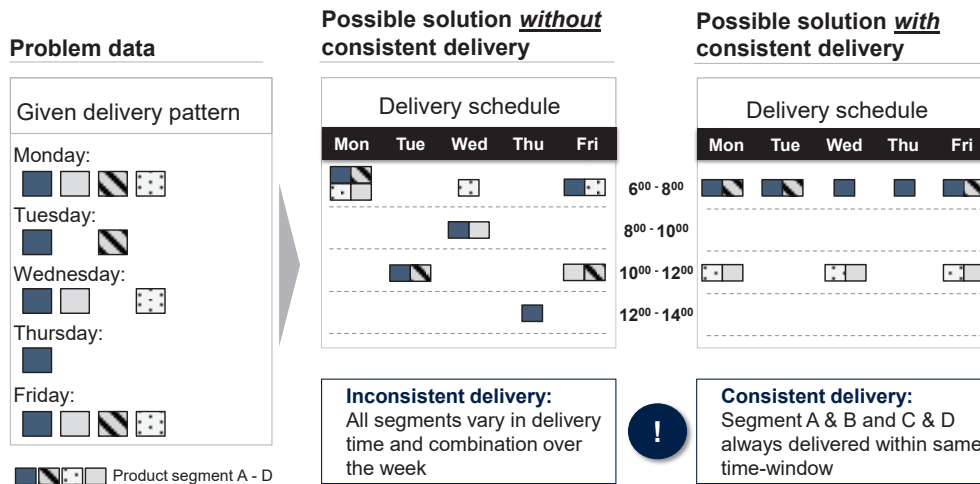 Problem data
Given delivery pattern
Monday:
Tuesday:
Wednesday:
Thursday:
Friday:
Product segment A - D
Possible solution without
consistent delivery
Delivery schedule
Mon Tue Wed Thu Fri
Inconsistent delivery:
All segments vary in delivery
time and combination over
the week
6⁰⁰ - 8⁰⁰
8⁰⁰ - 10⁰⁰
10⁰⁰ - 12⁰⁰
12⁰⁰ - 14⁰⁰
!
Possible solution with
consistent delivery
Delivery schedule
Mon Tue Wed Thu Fri
Consistent delivery:
Segment A & B and C & D
always delivered within same
time-window